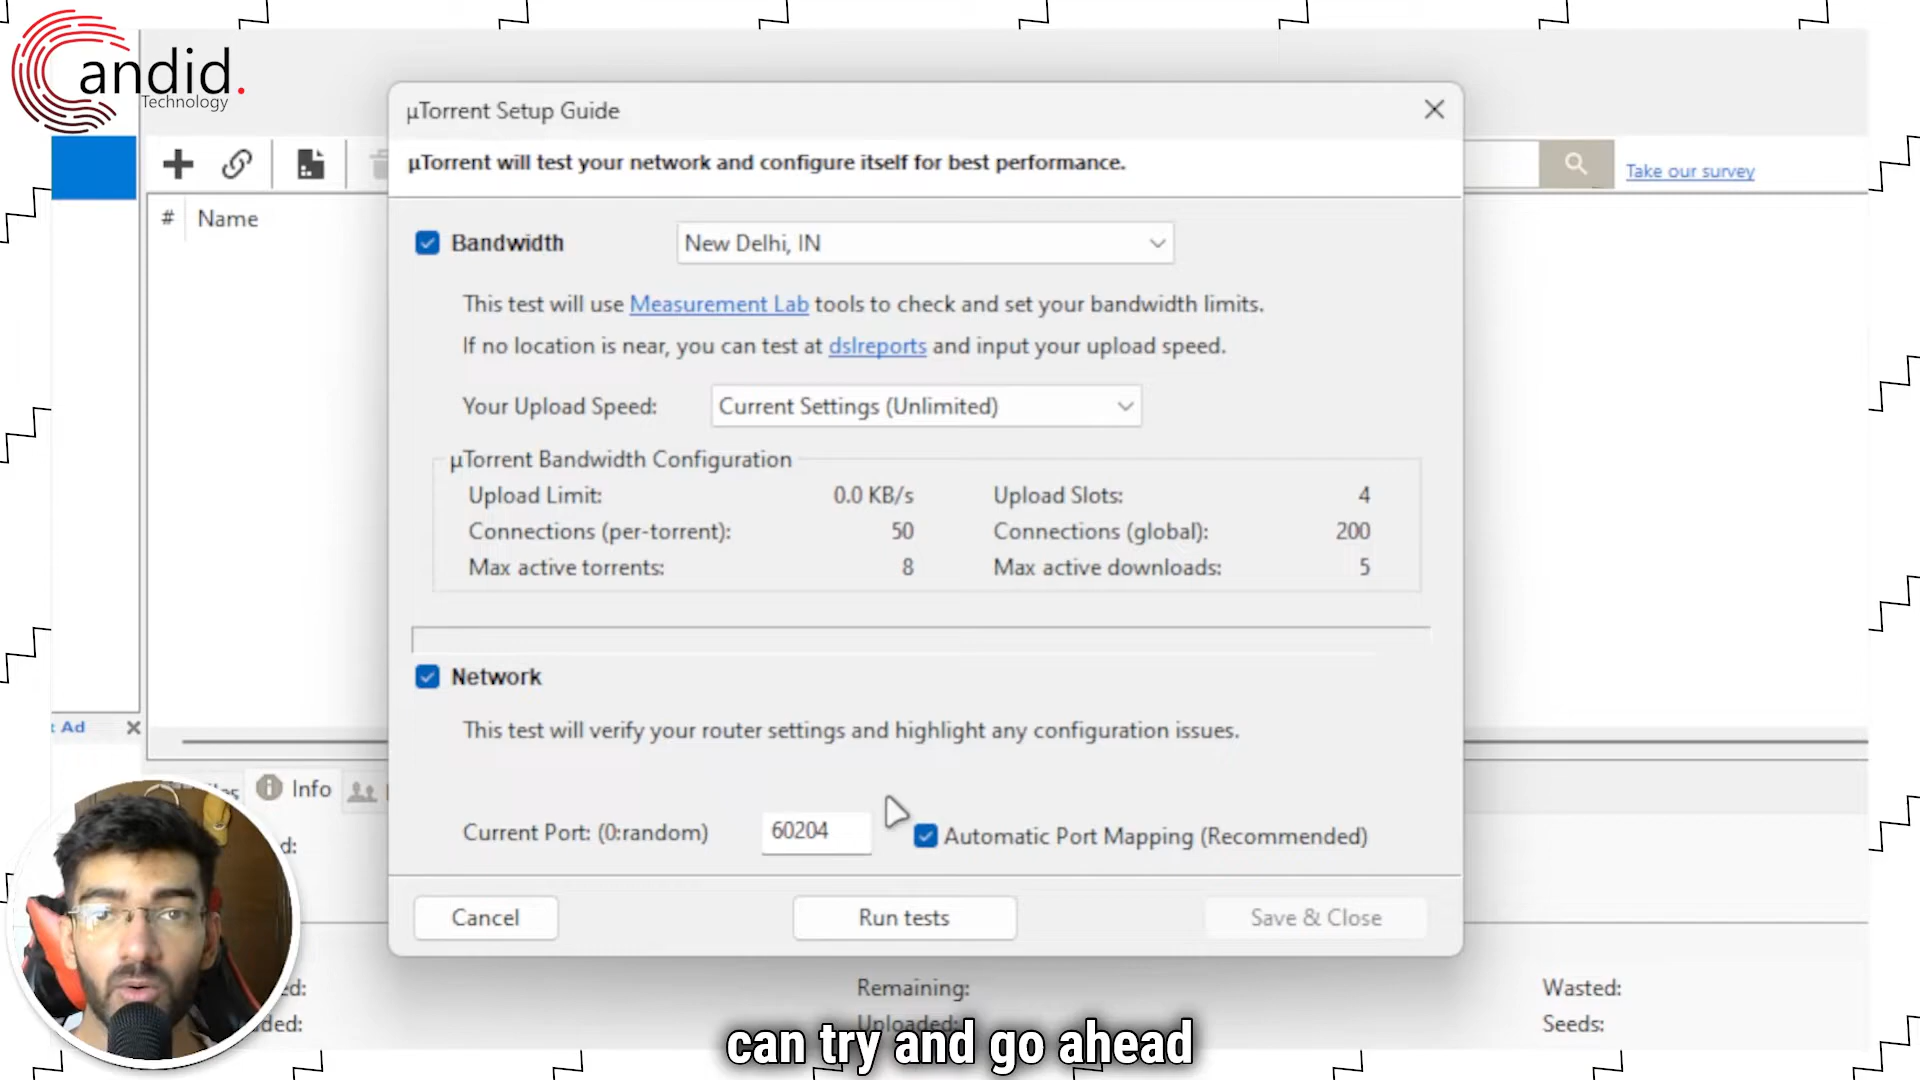 Candid.
Technology
µTorrent Setup Guide
µTorrent will test your network and configure itself for best performance.
Take our survey
# Name
Bandwidth New Delhi, IN
This test will use Measurement Lab tools to check and set your bandwidth limits.
If no location is near, you can test at dslreports and input your upload speed.
Your Upload Speed: Current Settings (Unlimited)
µTorrent Bandwidth Configuration
Upload Limit: 0.0 KB/s Upload Slots: 4
Connections (per-torrent): 50 Connections (global): 200
Max active torrents: 8 Max active downloads: 5
Network
This test will verify your router settings and highlight any configuration issues.
Ad
Info
Current Port: (0:random) 60204 Automatic Port Mapping (Recommended)
Cancel Run tests Save & Close
Remaining: Wasted:
Uploaded: Seeds:
can try and go ahead